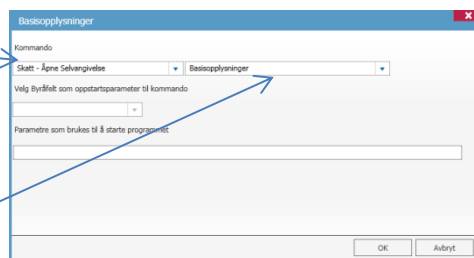 Basisopplysninger
Kommando
Skatt - Åpne Selvangivelse Basisopplysninger
Velg Byråfelt som oppstartsparameter til kommando
Parametre som brukes til å starte programmet
OK Avbryt